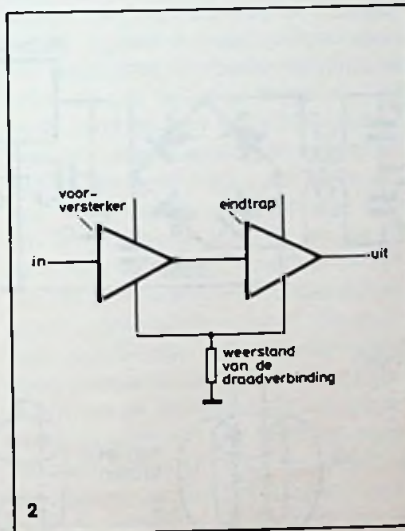 voor-
versterker
eindtrap
in
uit
weerstand
van de
draadverbinding
2